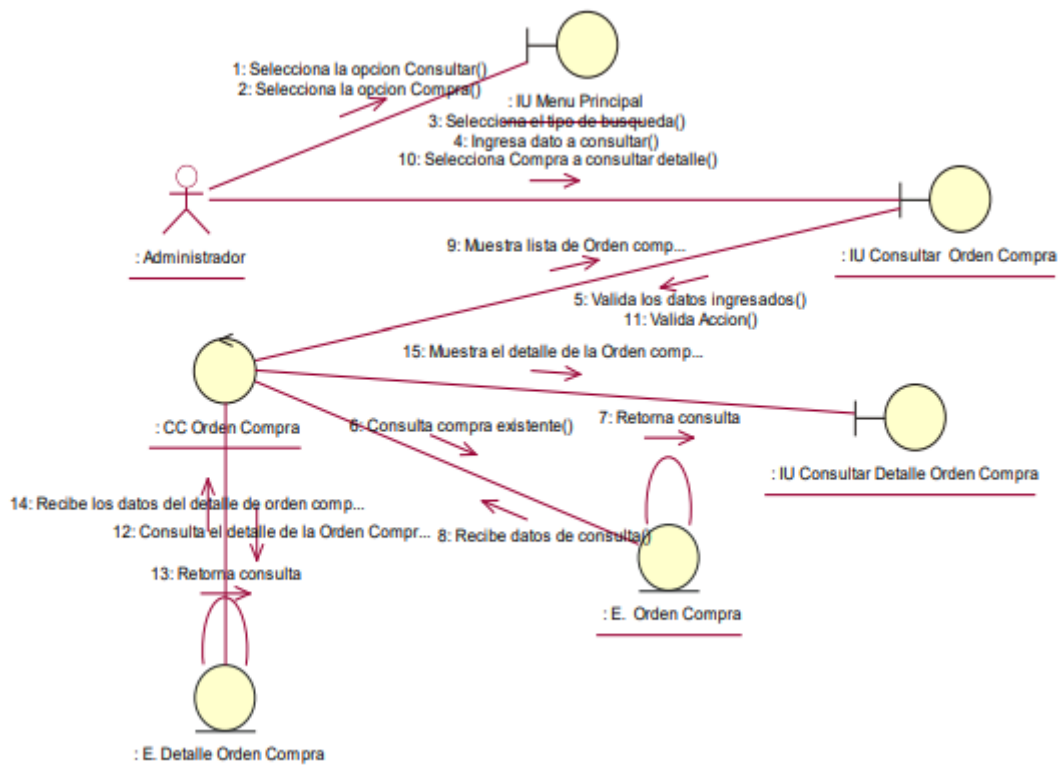 1: Selecciona la opcion Consultar()
2: Selecciona la opcion Compra()
: IU Menu Principal
3: Selecciona el tipo de busqueda()
4: Ingresa dato a consultar()
10: Selecciona Compra a consultar detalle()
: Administrador
9: Muestra lista de Orden comp...
: IU Consultar Orden Compra
5: Valida los datos ingresados()
11: Valida Accion()
15: Muestra el detalle de la Orden comp...
: CC Orden Compra
6: Consulta compra existente()
7: Retorna consulta
: IU Consultar Detalle Orden Compra
14: Recibe los datos del detalle de orden comp...
12: Consulta el detalle de la Orden Compr...
8: Recibe datos de consulta()
13: Retorna consulta
: E. Orden Compra
: E. Detalle Orden Compra